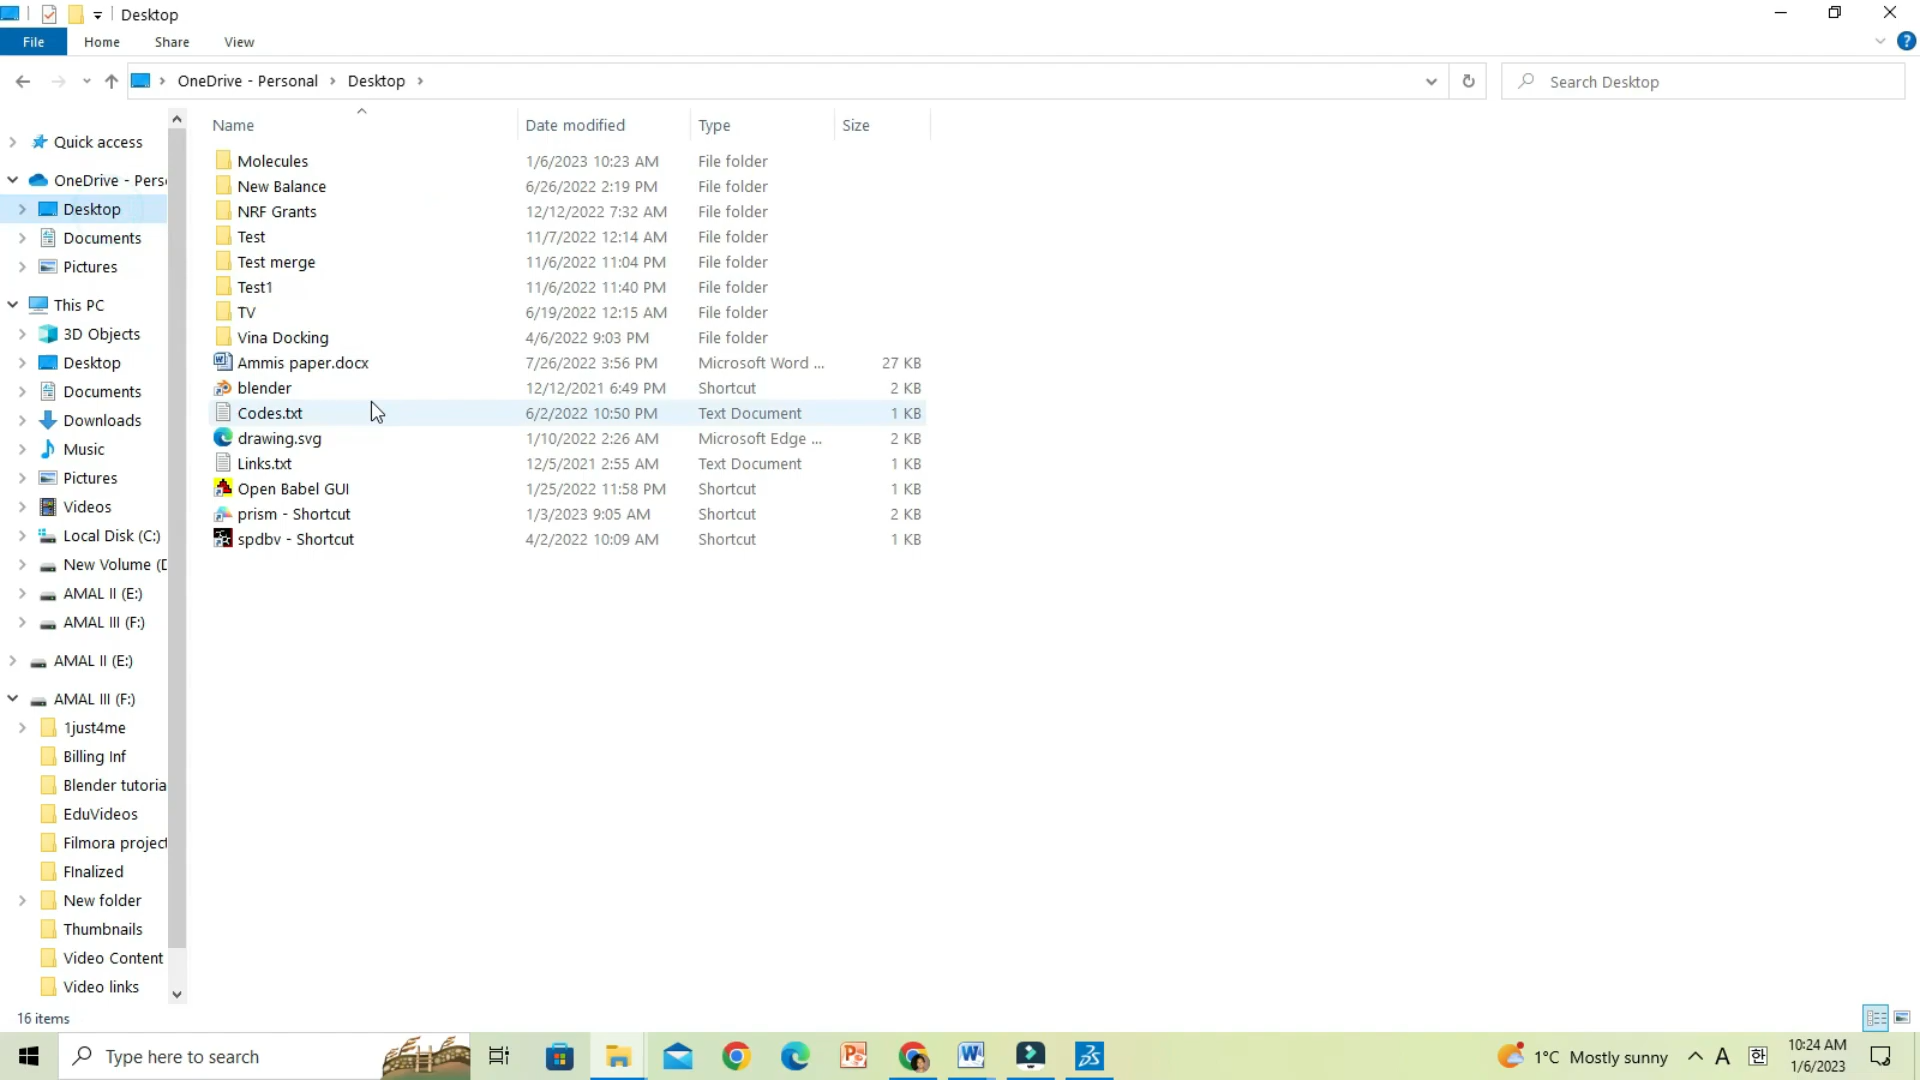 Desktop
File Home Share View
OneDrive - Personal Desktop
Search Desktop
Name Date modified Type Size
Quick access
OneDrive - Pers
Desktop
Documents
Pictures
This PC
3D Objects
Desktop
Documents
Downloads
Music
Pictures
Videos
Local Disk (C:)
New Volume (D
AMAL II (E:)
AMAL III (F:)
AMAL II (E:)
AMAL III (F:)
1just4me
Billing Inf
Blender tutoria
EduVideos
Filmora project
FInalized
New folder
Thumbnails
Video Content
Video links
Molecules 1/6/2023 10:23 AM File folder
New Balance 6/26/2022 2:19 PM File folder
NRF Grants 12/12/2022 7:32 AM File folder
Test 11/7/2022 12:14 AM File folder
Test merge 11/6/2022 11:04 PM File folder
Test1 11/6/2022 11:40 PM File folder
TV 6/19/2022 12:15 AM File folder
Vina Docking 4/6/2022 9:03 PM File folder
Ammis paper.docx 7/26/2022 3:56 PM Microsoft Word ... 27 KB
blender 12/12/2021 6:49 PM Shortcut 2 KB
Codes.txt 6/2/2022 10:50 PM Text Document 1 KB
drawing.svg 1/10/2022 2:26 AM Microsoft Edge ... 2 KB
Links.txt 12/5/2021 2:55 AM Text Document 1 KB
Open Babel GUI 1/25/2022 11:58 PM Shortcut 1 KB
prism - Shortcut 1/3/2023 9:05 AM Shortcut 2 KB
spdbv - Shortcut 4/2/2022 10:09 AM Shortcut 1 KB
16 items
Type here to search
1°C Mostly sunny
A 한
10:24 AM
1/6/2023